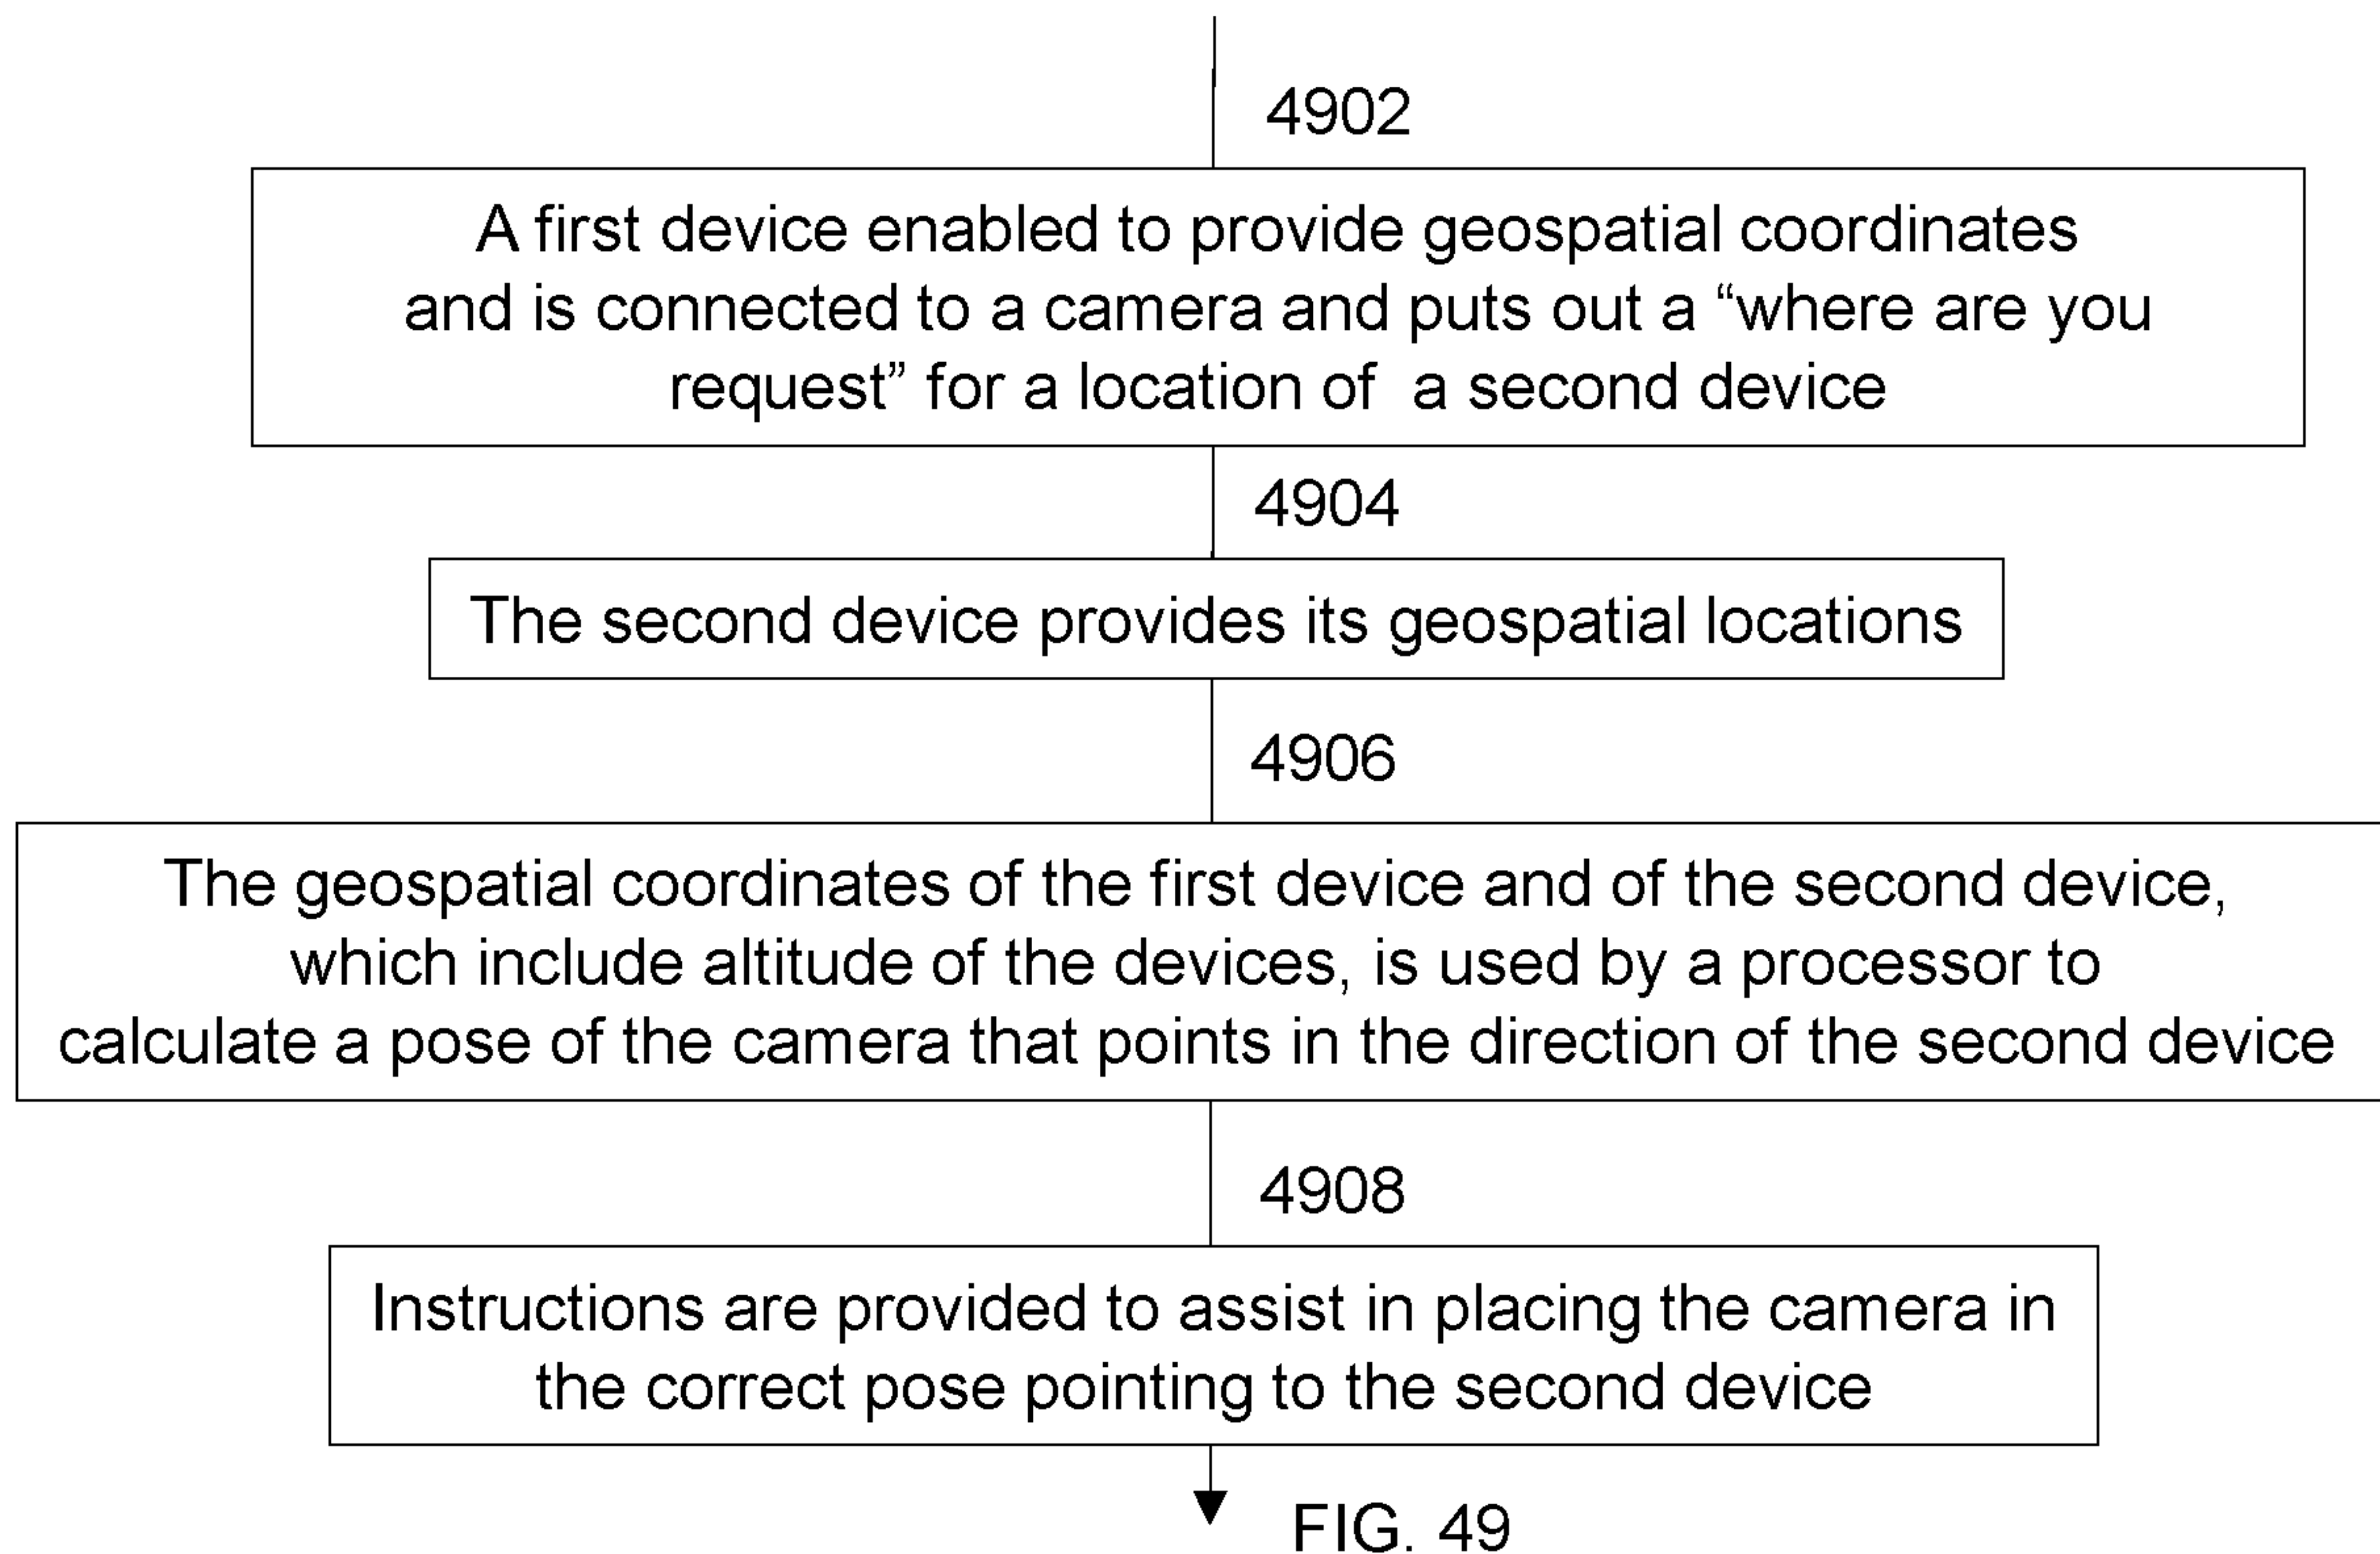 4902
A first device enabled to provide geospatial coordinates
and is connected to a camera and puts out a “where are you
request” for a location of a second device
4904
The second device provides its geospatial locations
4906
The geospatial coordinates of the first device and of the second device,
which include altitude of the devices, is used by a processor to
calculate a pose of the camera that points in the direction of the second device
4908
Instructions are provided to assist in placing the camera in
the correct pose pointing to the second device
FIG. 49